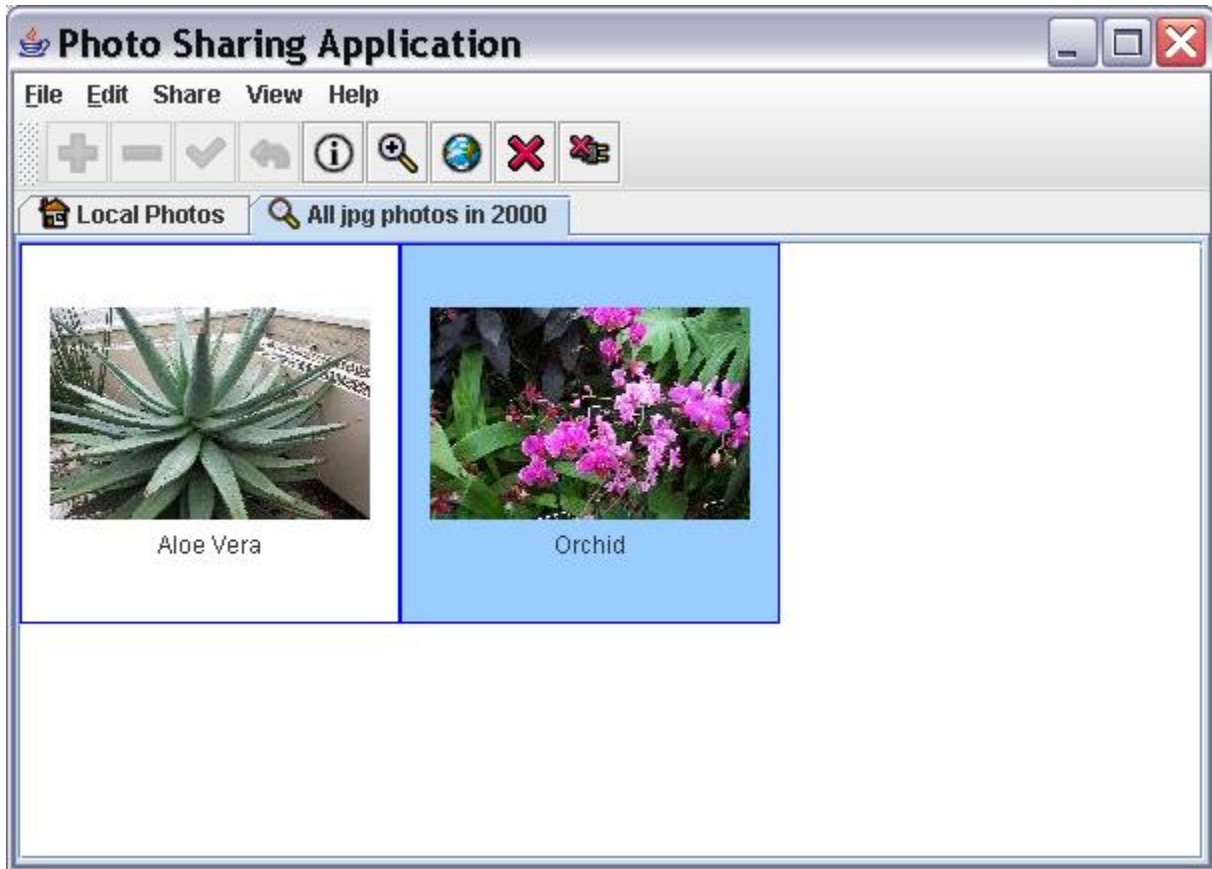 Photo Sharing Application
File Edit Share View Help
Local Photos All jpg photos in 2000
Aloe Vera Orchid